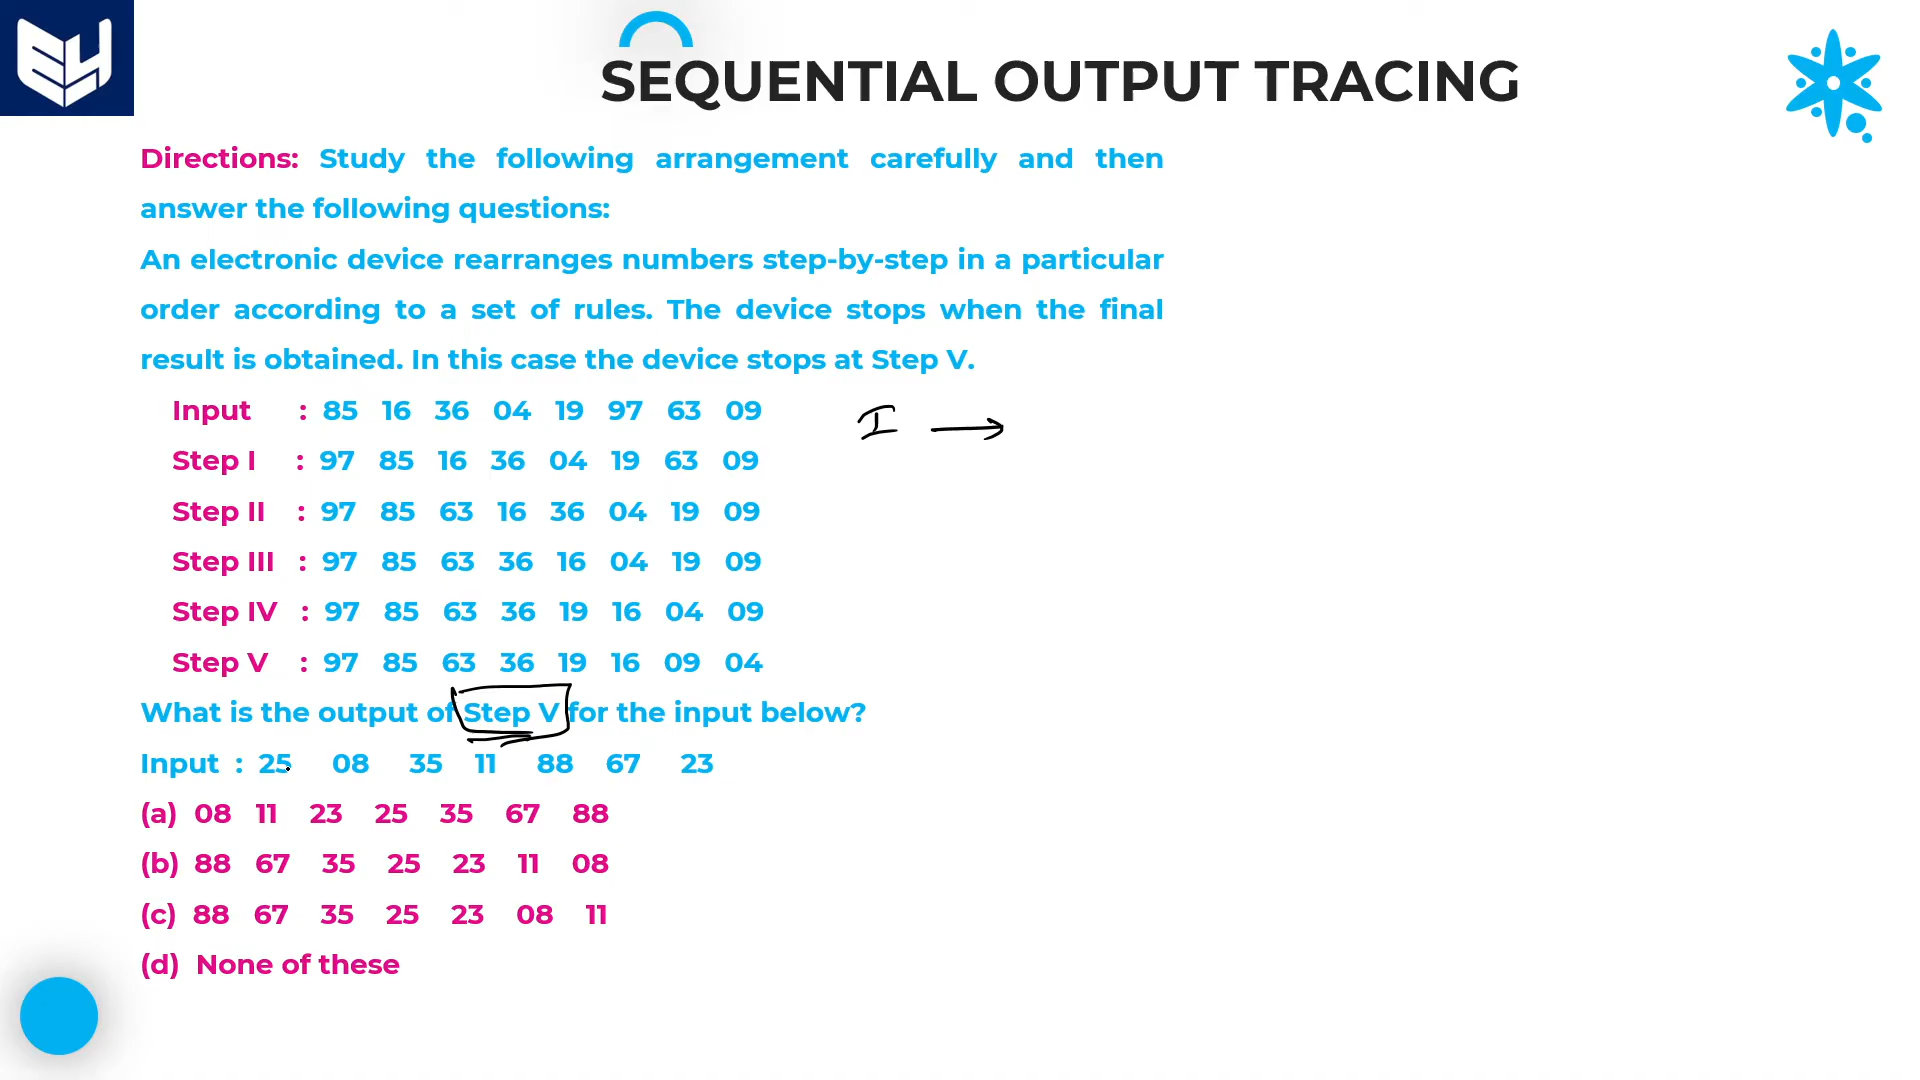 SEQUENTIAL OUTPUT TRACING
Directions: Study the following arrangement carefully and then
answer the following questions:
An electronic device rearranges numbers step-by-step in a particular
order according to a set of rules. The device stops when the final
result is obtained. In this case the device stops at Step V.
Input : 85 16 36 04 19 97 63 09
I →
Step I : 97 85 16 36 04 19 63 09
Step II : 97 85 63 16 36 04 19 09
Step III : 97 85 63 36 16 04 19 09
Step IV : 97 85 63 36 19 16 04 09
Step V : 97 85 63 36 19 16 09 04
What is the output of Step V for the input below?
Input : 25 08 35 11 88 67 23
(a) 08 11 23 25 35 67 88
(b) 88 67 35 25 23 11 08
(c) 88 67 35 25 23 08 11
(d) None of these